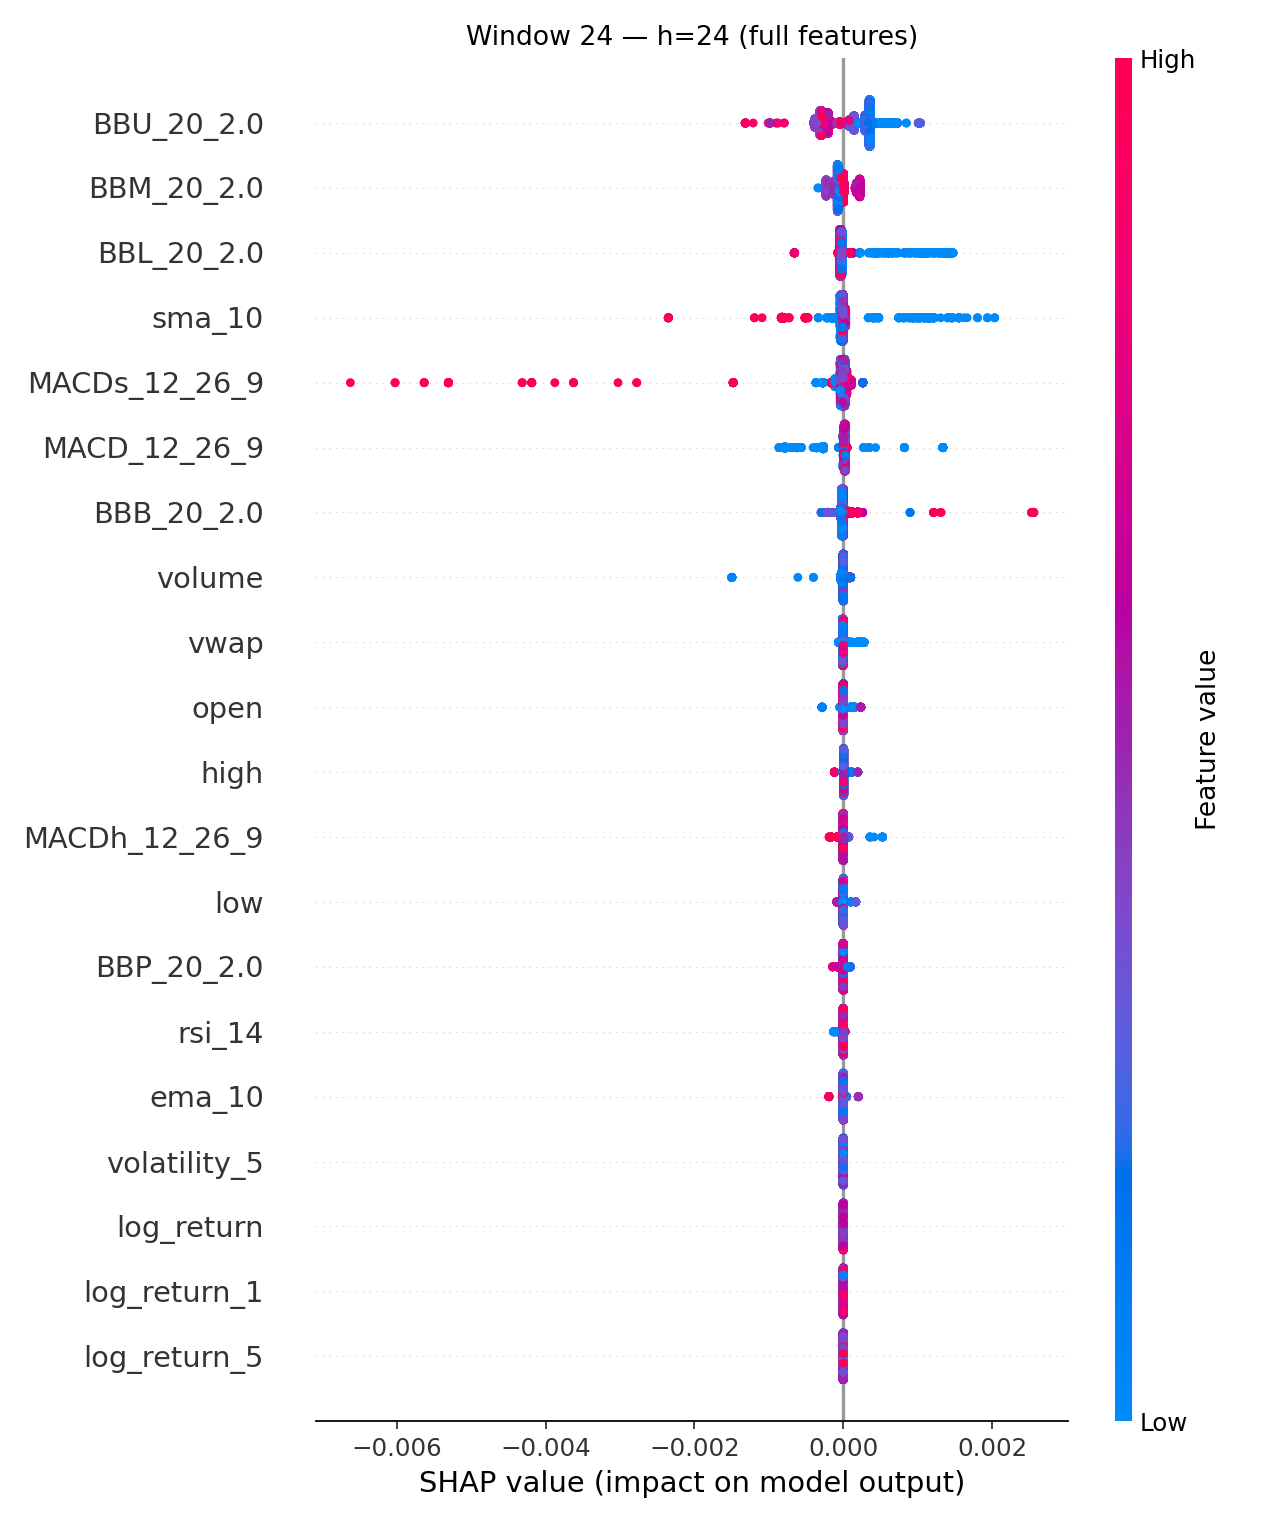 Window 24 — h=24 (full features)
High
BBU_20_2.0
BBM_20_2.0
BBL_20_2.0
sma_10
MACDs_12_26_9
MACD_12_26_9
BBB_20_2.0
volume
vwap
open
high
MACDh_12_26_9
low
BBP_20_2.0
rsi_14
ema_10
volatility_5
log_return
log_return_1
log_return_5
Feature value
Low
−0.006 −0.004 −0.002 0.000 0.002
SHAP value (impact on model output)